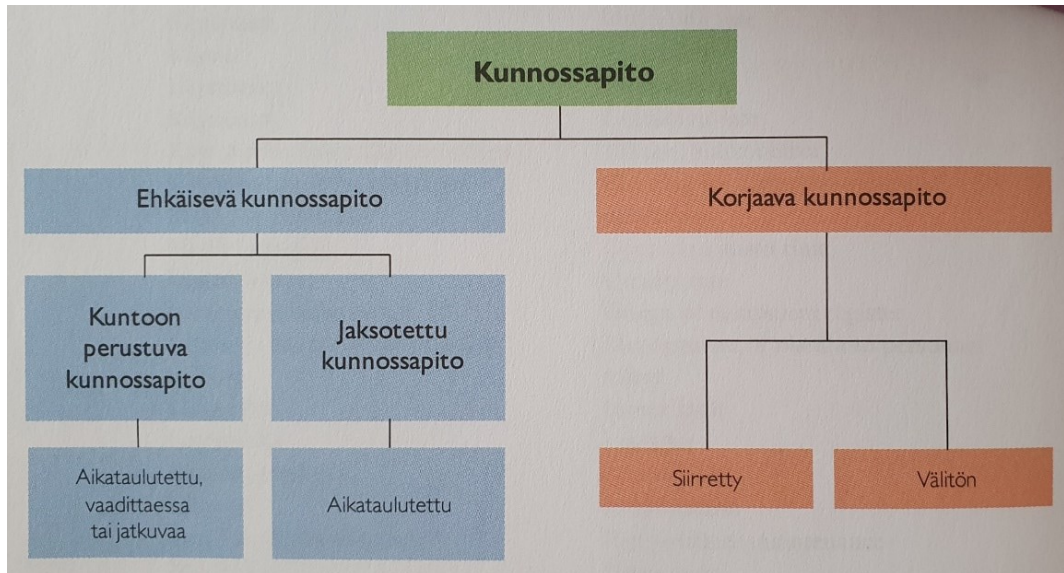 Kunnossapito
Ehkäisevä kunnossapito
Korjaava kunnossapito
Kuntoon
perustuva
kunnossapito
Jaksotettu
kunnossapito
Aikataulutettu,
vaadittaessa
tai jatkuvaa
Aikataulutettu
Siirretty
Välitön